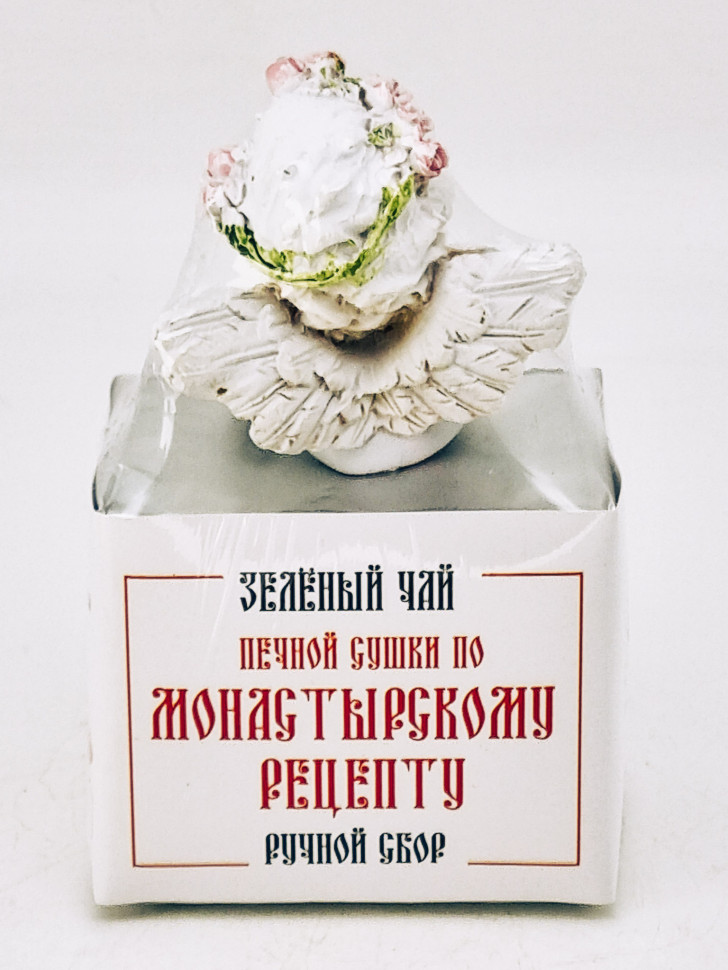 ЗЕЛЁНЫЙ ЧАЙ
ПЕЧНОЙ СУШКИ ПО
МОНАСТЫРСКОМУ
РЕЦЕПТУ
РУЧНОЙ СБОР